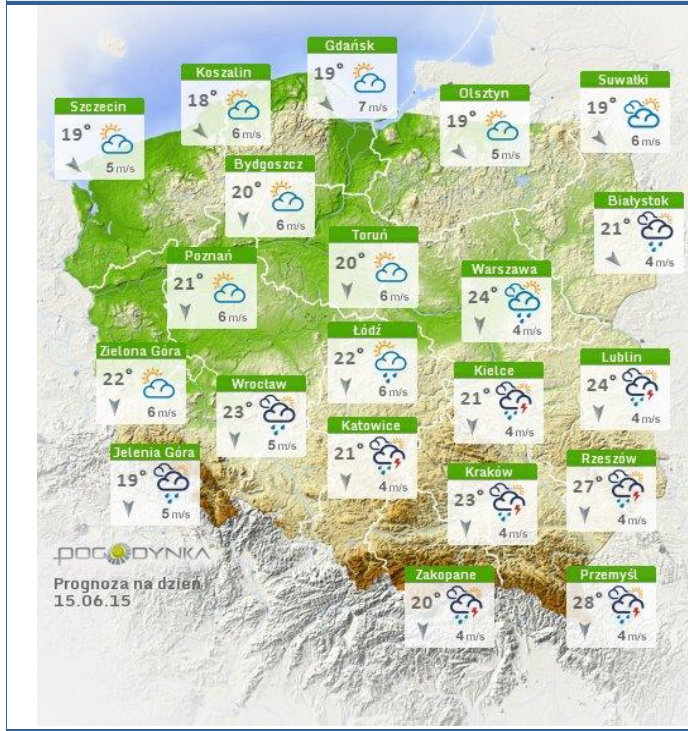 Gdańsk
19°
7 m/s
Koszalin
18°
6 m/s
Szczecin
19°
5 m/s
Olsztyn
19°
5 m/s
Suwałki
19°
6 m/s
Bydgoszcz
20°
6 m/s
Białystok
21°
4 m/s
Toruń
20°
6 m/s
Poznań
21°
6 m/s
Warszawa
24°
4 m/s
Łódź
22°
6 m/s
Zielona Góra
22°
6 m/s
Wrocław
23°
5 m/s
Kielce
21°
4 m/s
Lublin
24°
4 m/s
Katowice
21°
4 m/s
Jelenia Góra
19°
5 m/s
Kraków
23°
4 m/s
Rzeszów
27°
4 m/s
POGODYNKA
Prognoza na dzień
15.06.15
Zakopane
20°
4 m/s
Przemyśl
28°
4 m/s